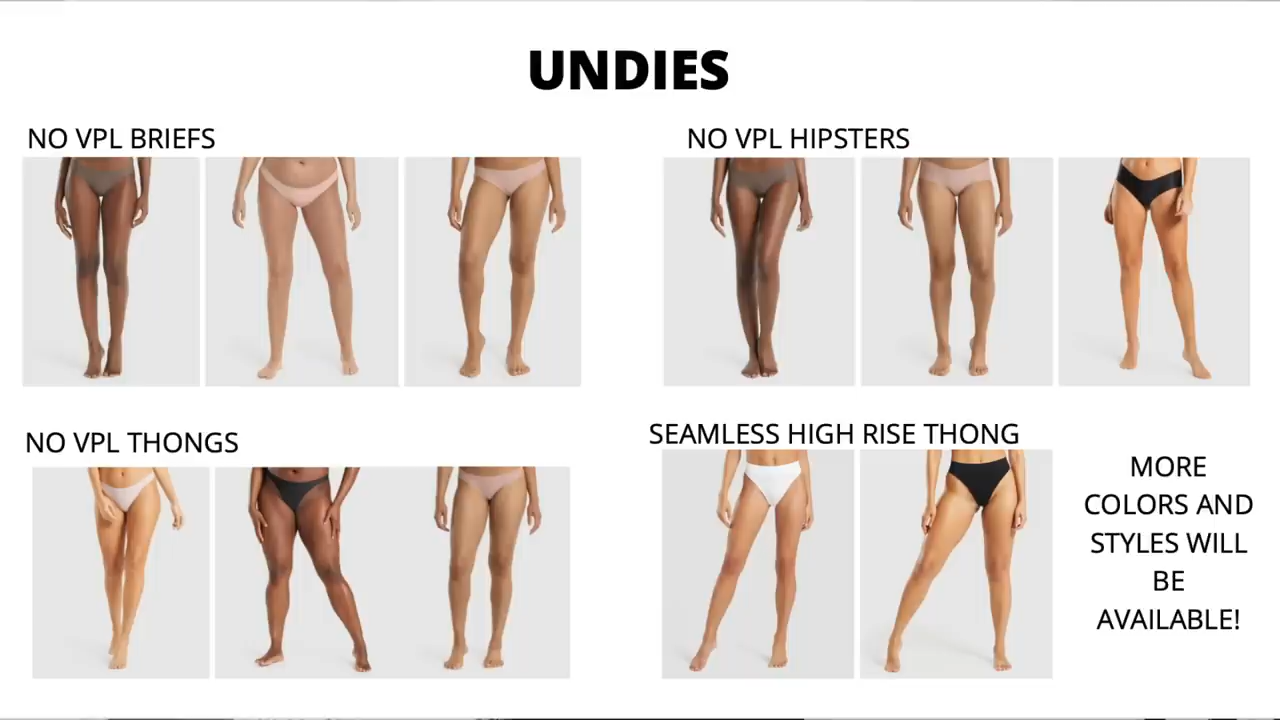 UNDIES
NO VPL BRIEFS
NO VPL HIPSTERS
NO VPL THONGS
SEAMLESS HIGH RISE THONG
MORE
COLORS AND
STYLES WILL
BE
AVAILABLE!